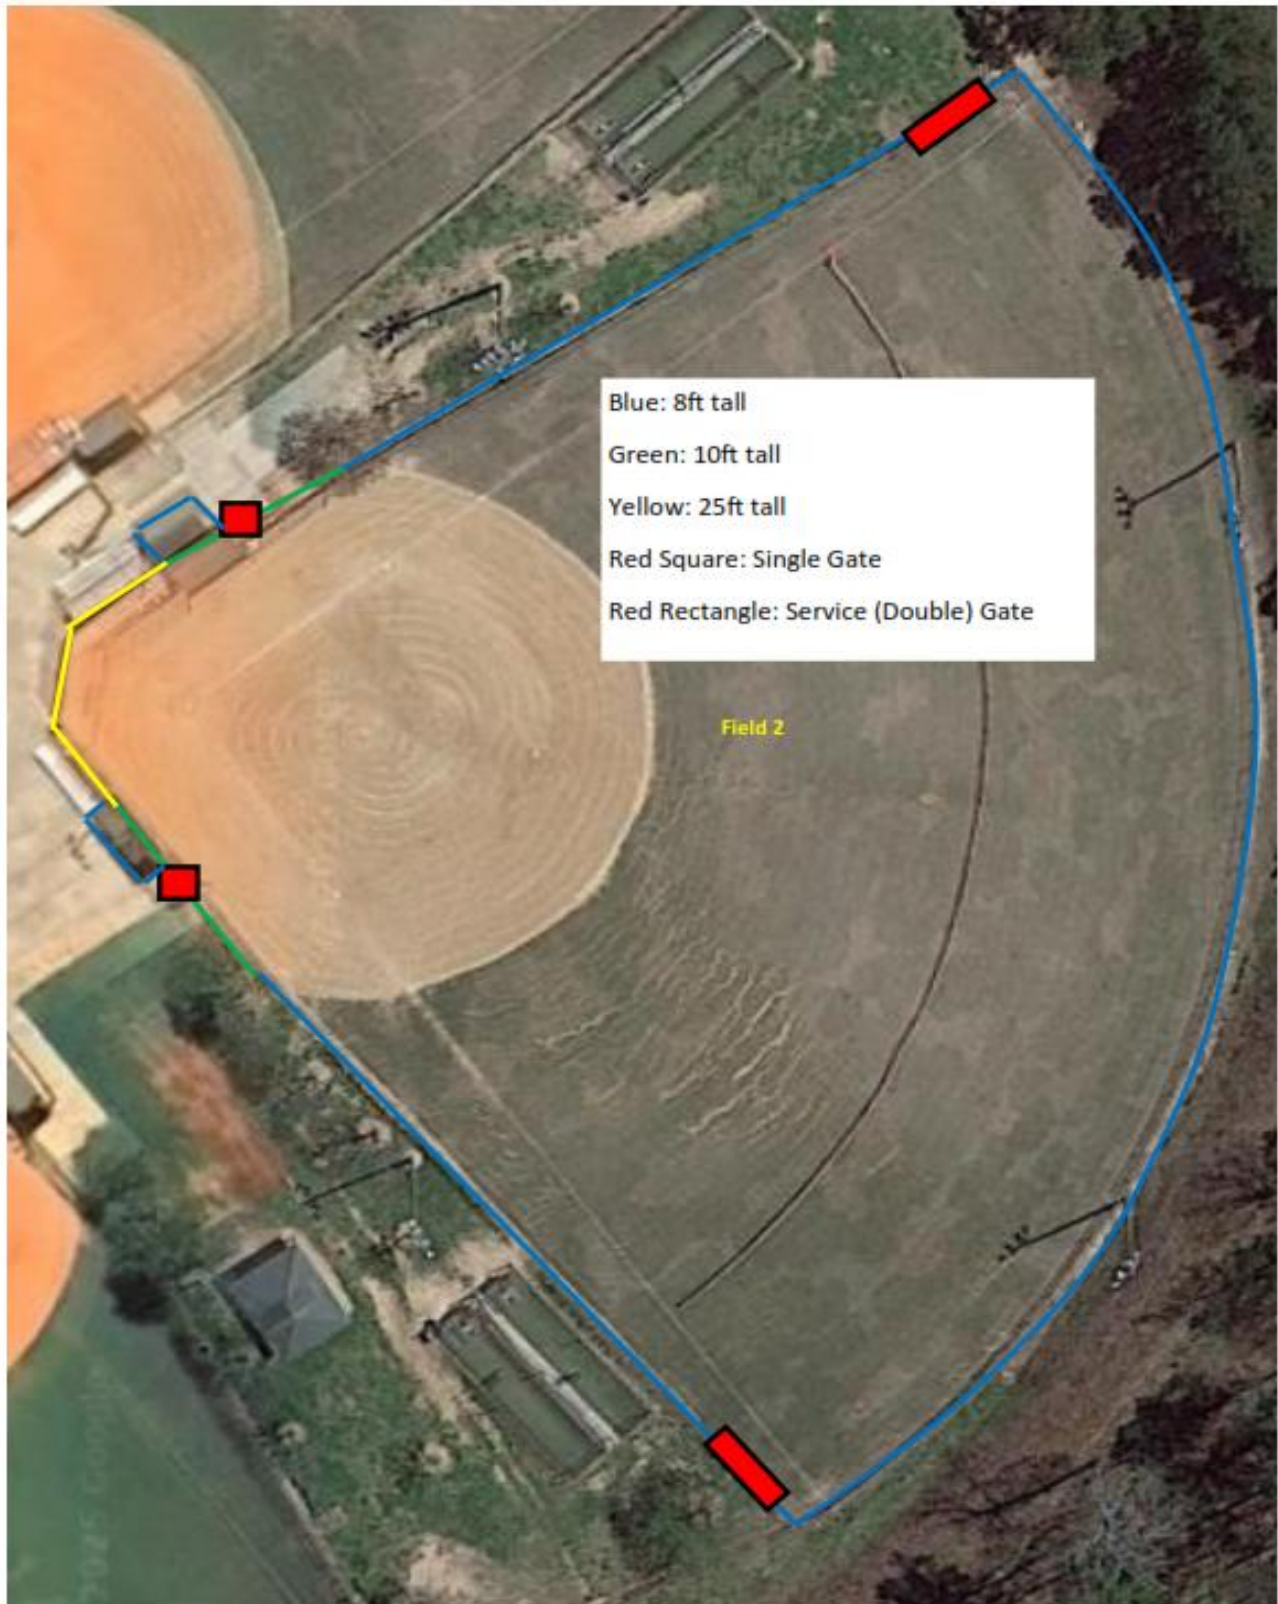 Blue: 8ft tall
Green: 10ft tall
Yellow: 25ft tall
Red Square: Single Gate
Red Rectangle: Service (Double) Gate
Field 2